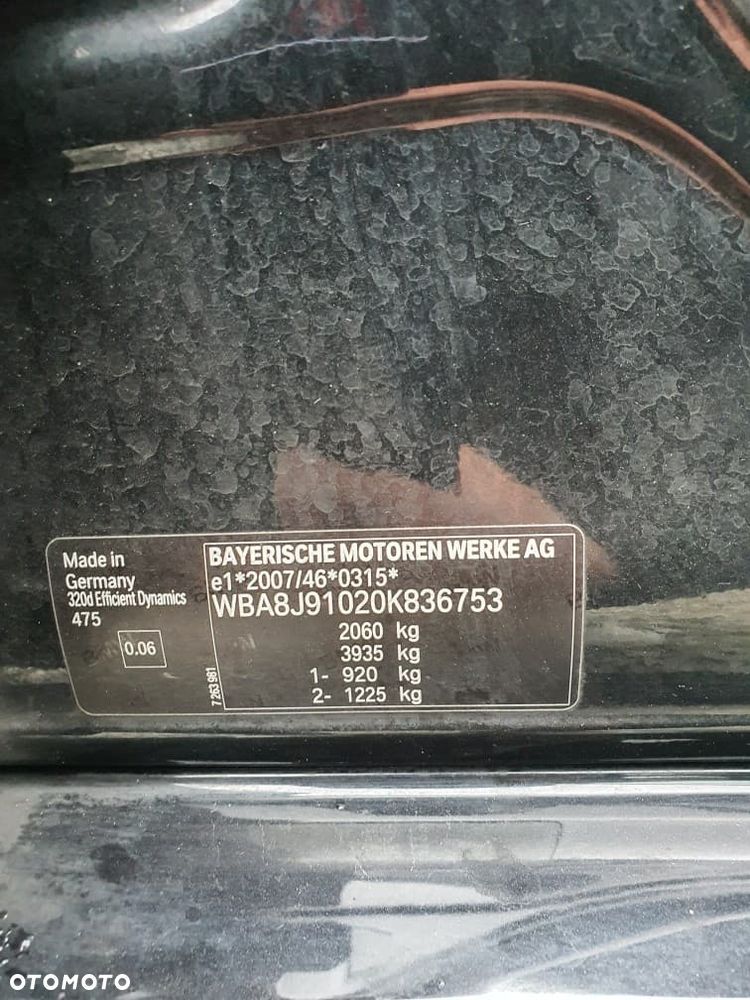 Made in
Germany
320d Efficient Dynamics
475
0.06
7 263 981
BAYERISCHE MOTOREN WERKE AG
e1*2007/46*0315*
WBA8J91020K836753
2060 kg
3935 kg
1- 920 kg
2- 1225 kg
OTOMOTO